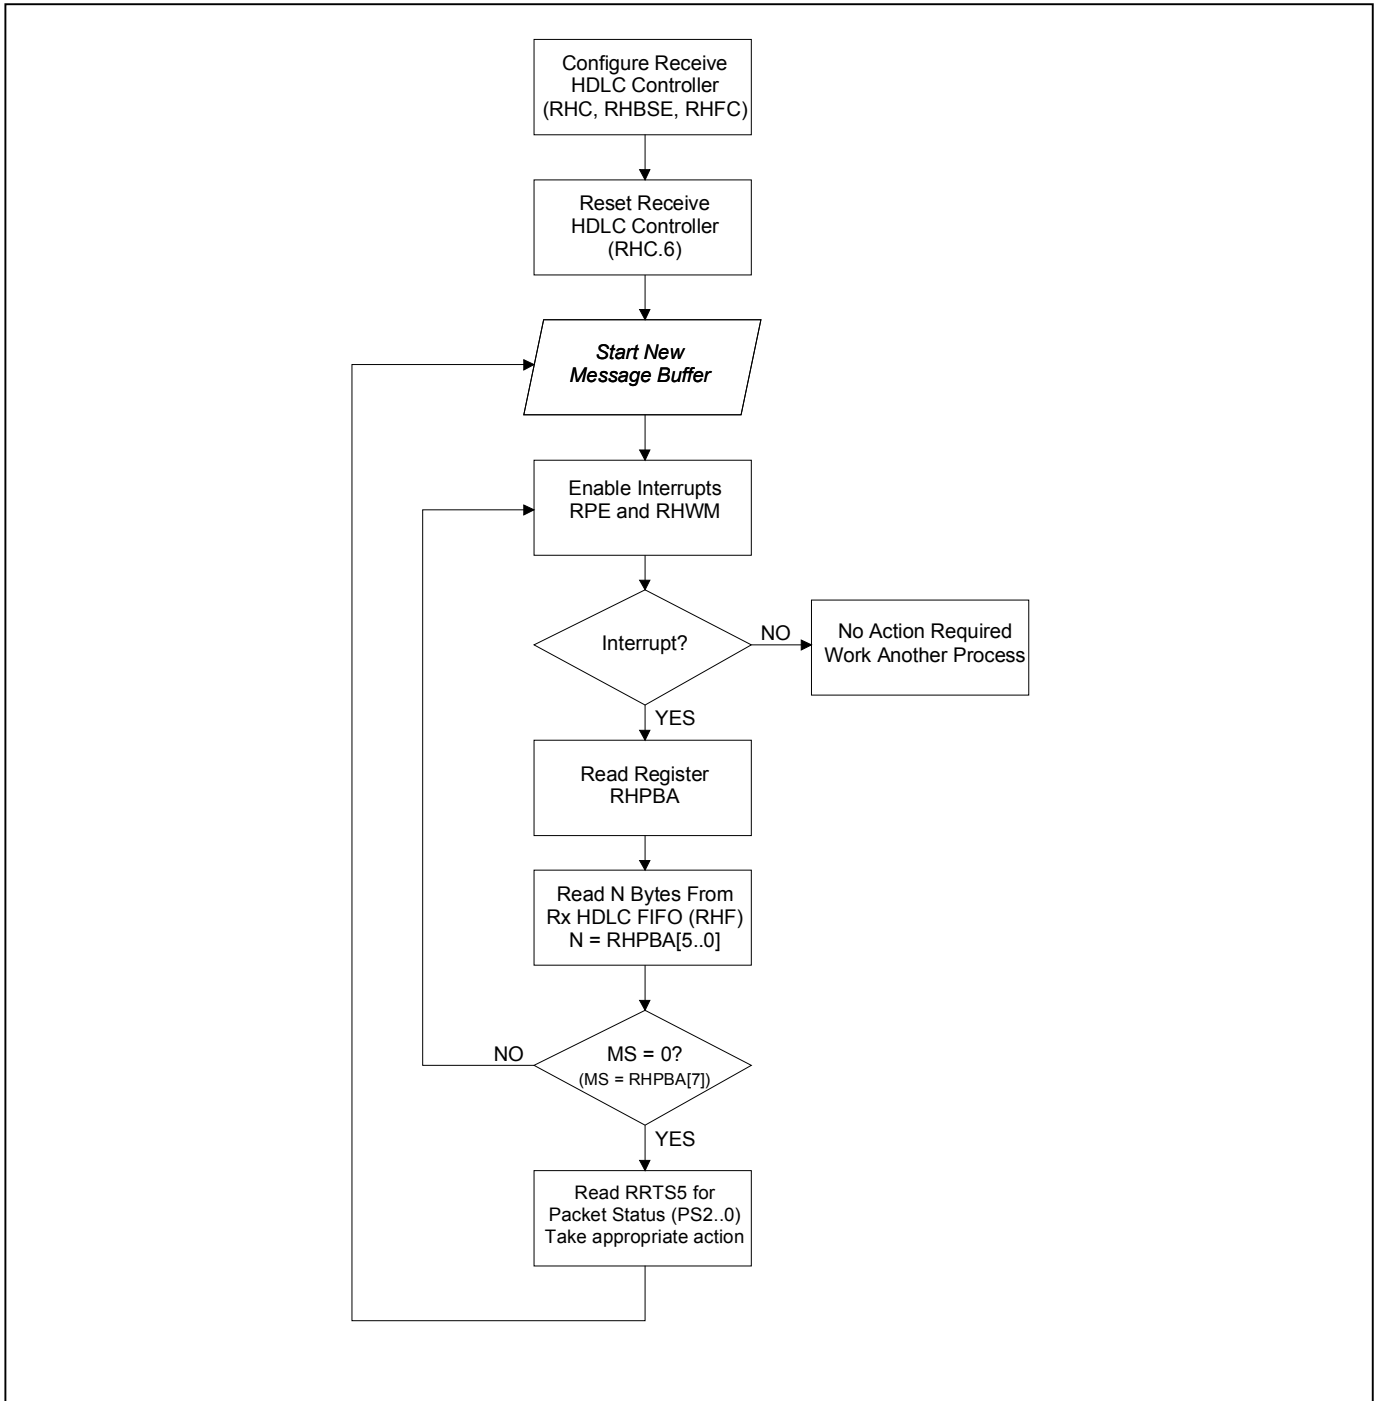 Configure Receive
HDLC Controller
(RHC, RHBSE, RHFC)
Reset Receive
HDLC Controller
(RHC.6)
Start New
Message Buffer
Enable Interrupts
RPE and RHWM
Interrupt?
NO
No Action Required
Work Another Process
YES
Read Register
RHPBA
Read N Bytes From
Rx HDLC FIFO (RHF)
N = RHPBA[5..0]
NO
MS = 0?
(MS = RHPBA[7])
YES
Read RRTS5 for
Packet Status (PS2..0)
Take appropriate action